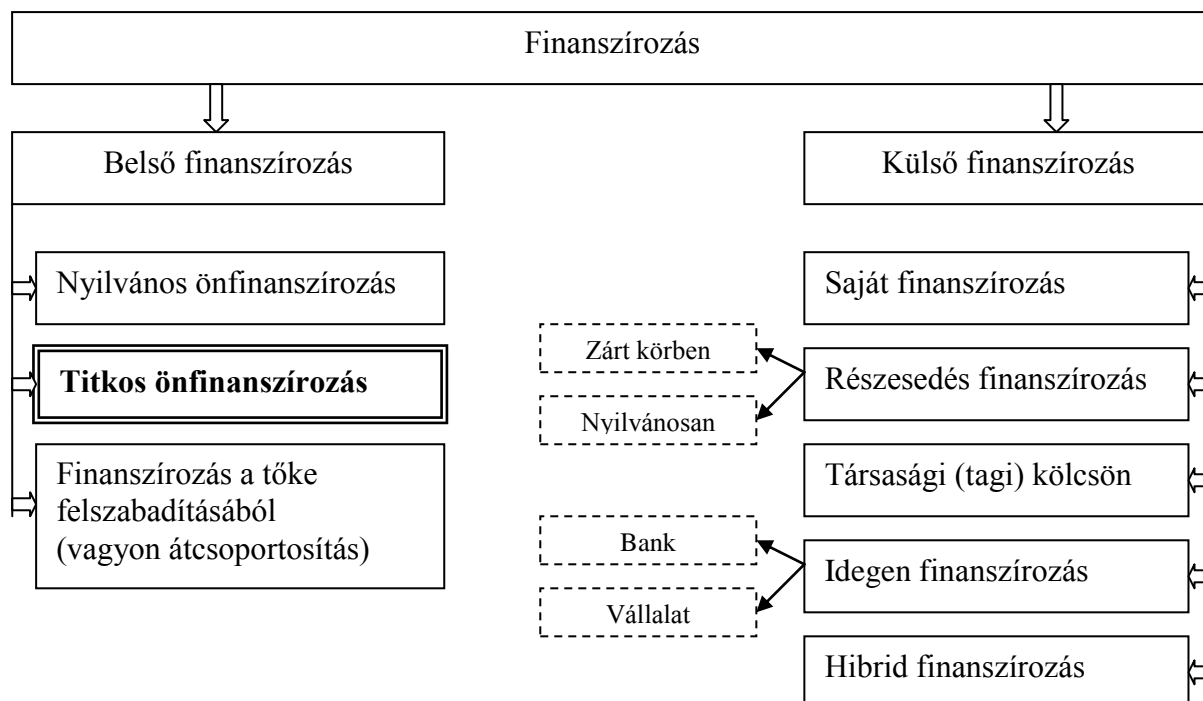 Finanszírozás
Belső finanszírozás
Külső finanszírozás
Nyilvános önfinanszírozás
Titkos önfinanszírozás
Finanszírozás a tőke
felszabadításából
(vagyon átcsoportosítás)
Saját finanszírozás
Zárt körben
Részesedés finanszírozás
Nyilvánosan
Társasági (tagi) kölcsön
Bank
Idegen finanszírozás
Vállalat
Hibrid finanszírozás